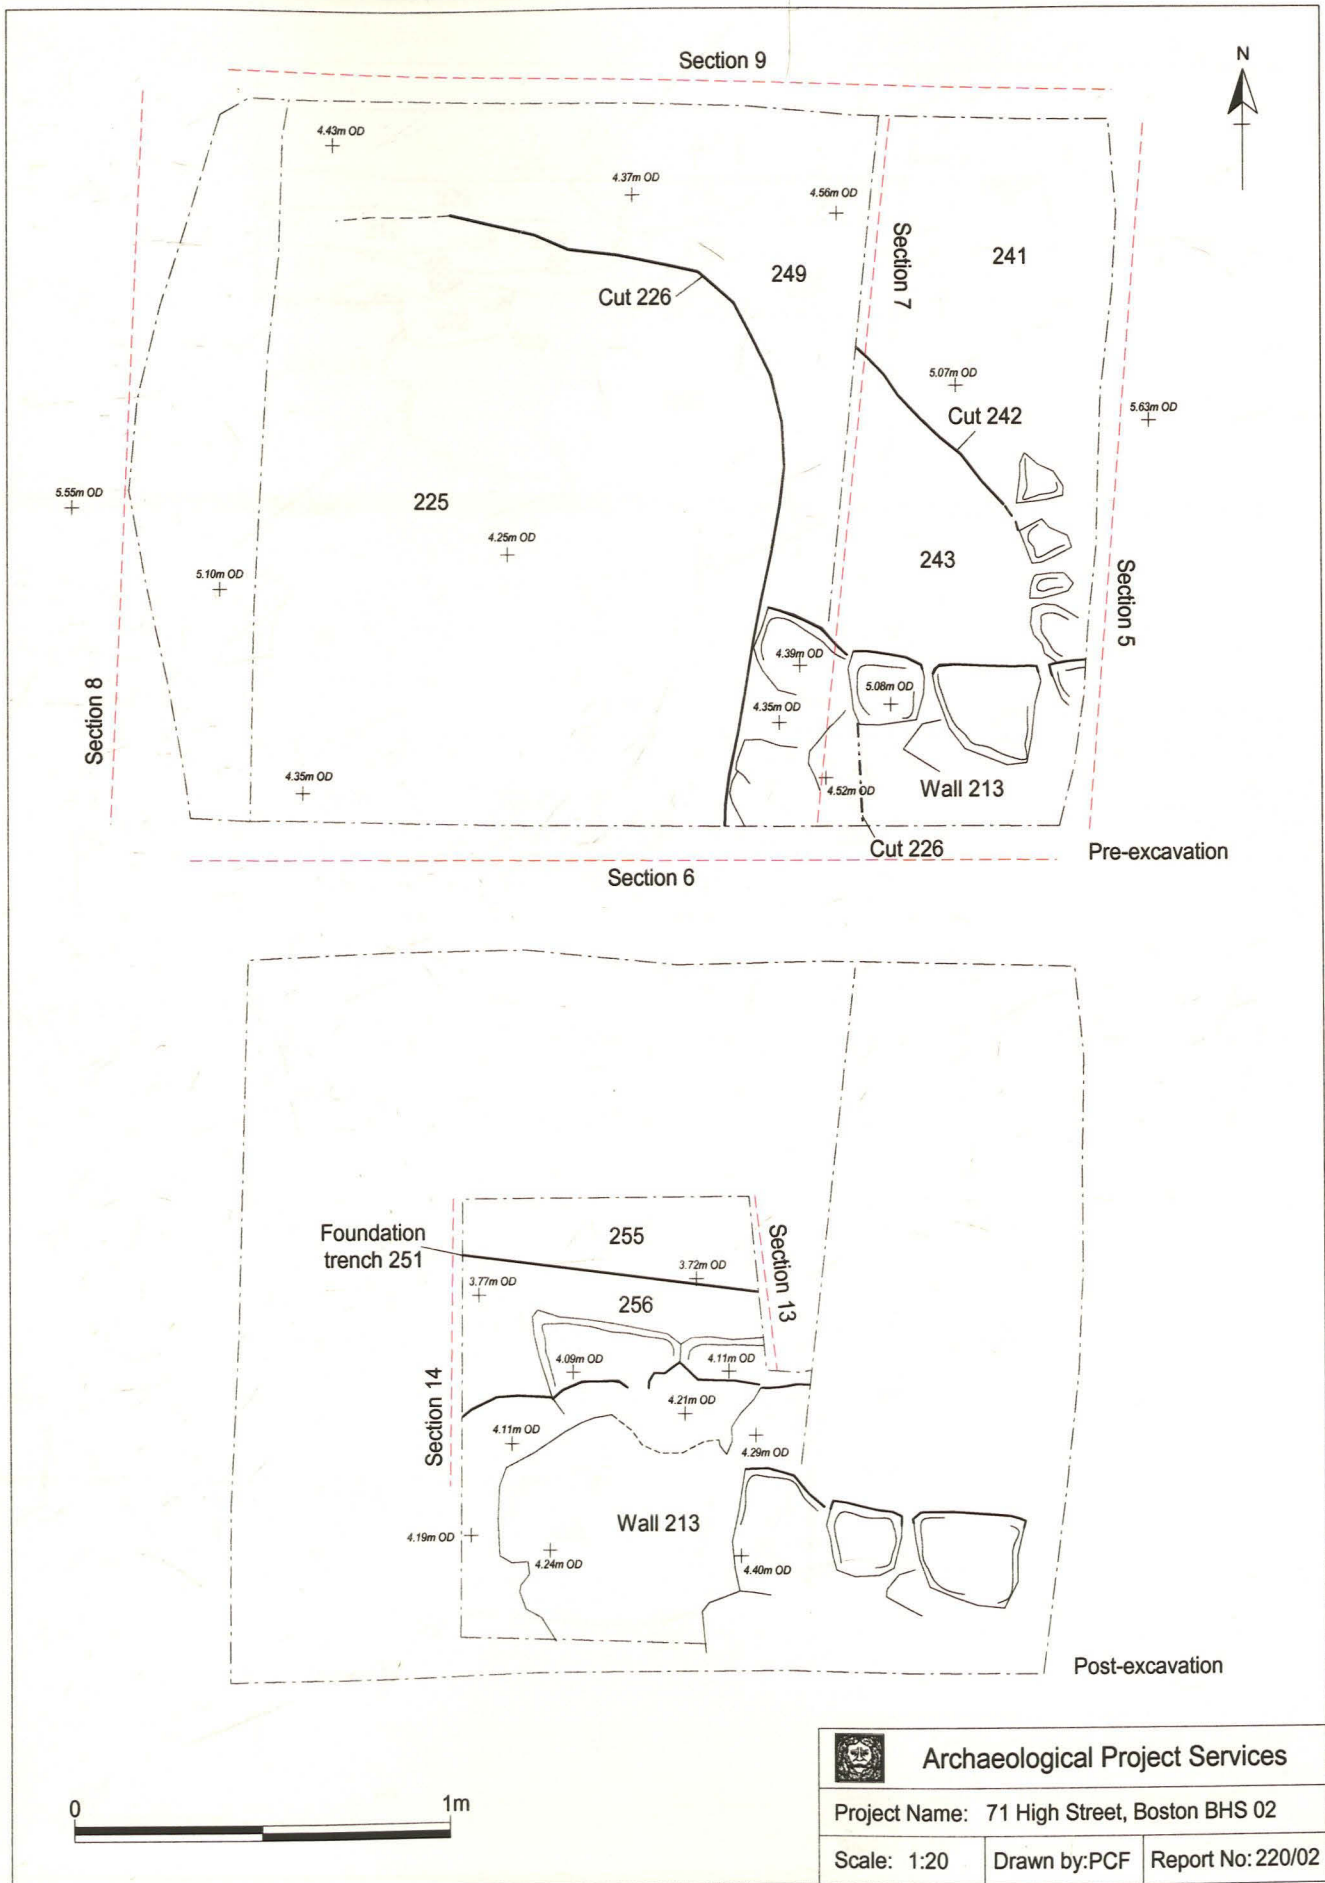 Section 9
N
4.43m OD
4.37m OD
4.56m OD
Section 7
241
249
Cut 226
5.07m OD
5.63m OD
Cut 242
5.55m OD
225
4.25m OD
243
5.10m OD
Section 5
4.39m OD
5.08m OD
Section 8
4.35m OD
4.35m OD
4.52m OD
Wall 213
Cut 226
Pre-excavation
Section 6
Foundation
trench 251
255
Section 13
3.72m OD
3.77m OD
256
4.09m OD
4.11m OD
Section 14
4.21m OD
4.11m OD
4.29m OD
Wall 213
4.19m OD
4.24m OD
4.40m OD
Post-excavation
0
1m
Archaeological Project Services
Project Name: 71 High Street, Boston BHS 02
Scale: 1:20
Drawn by:PCF
Report No: 220/02